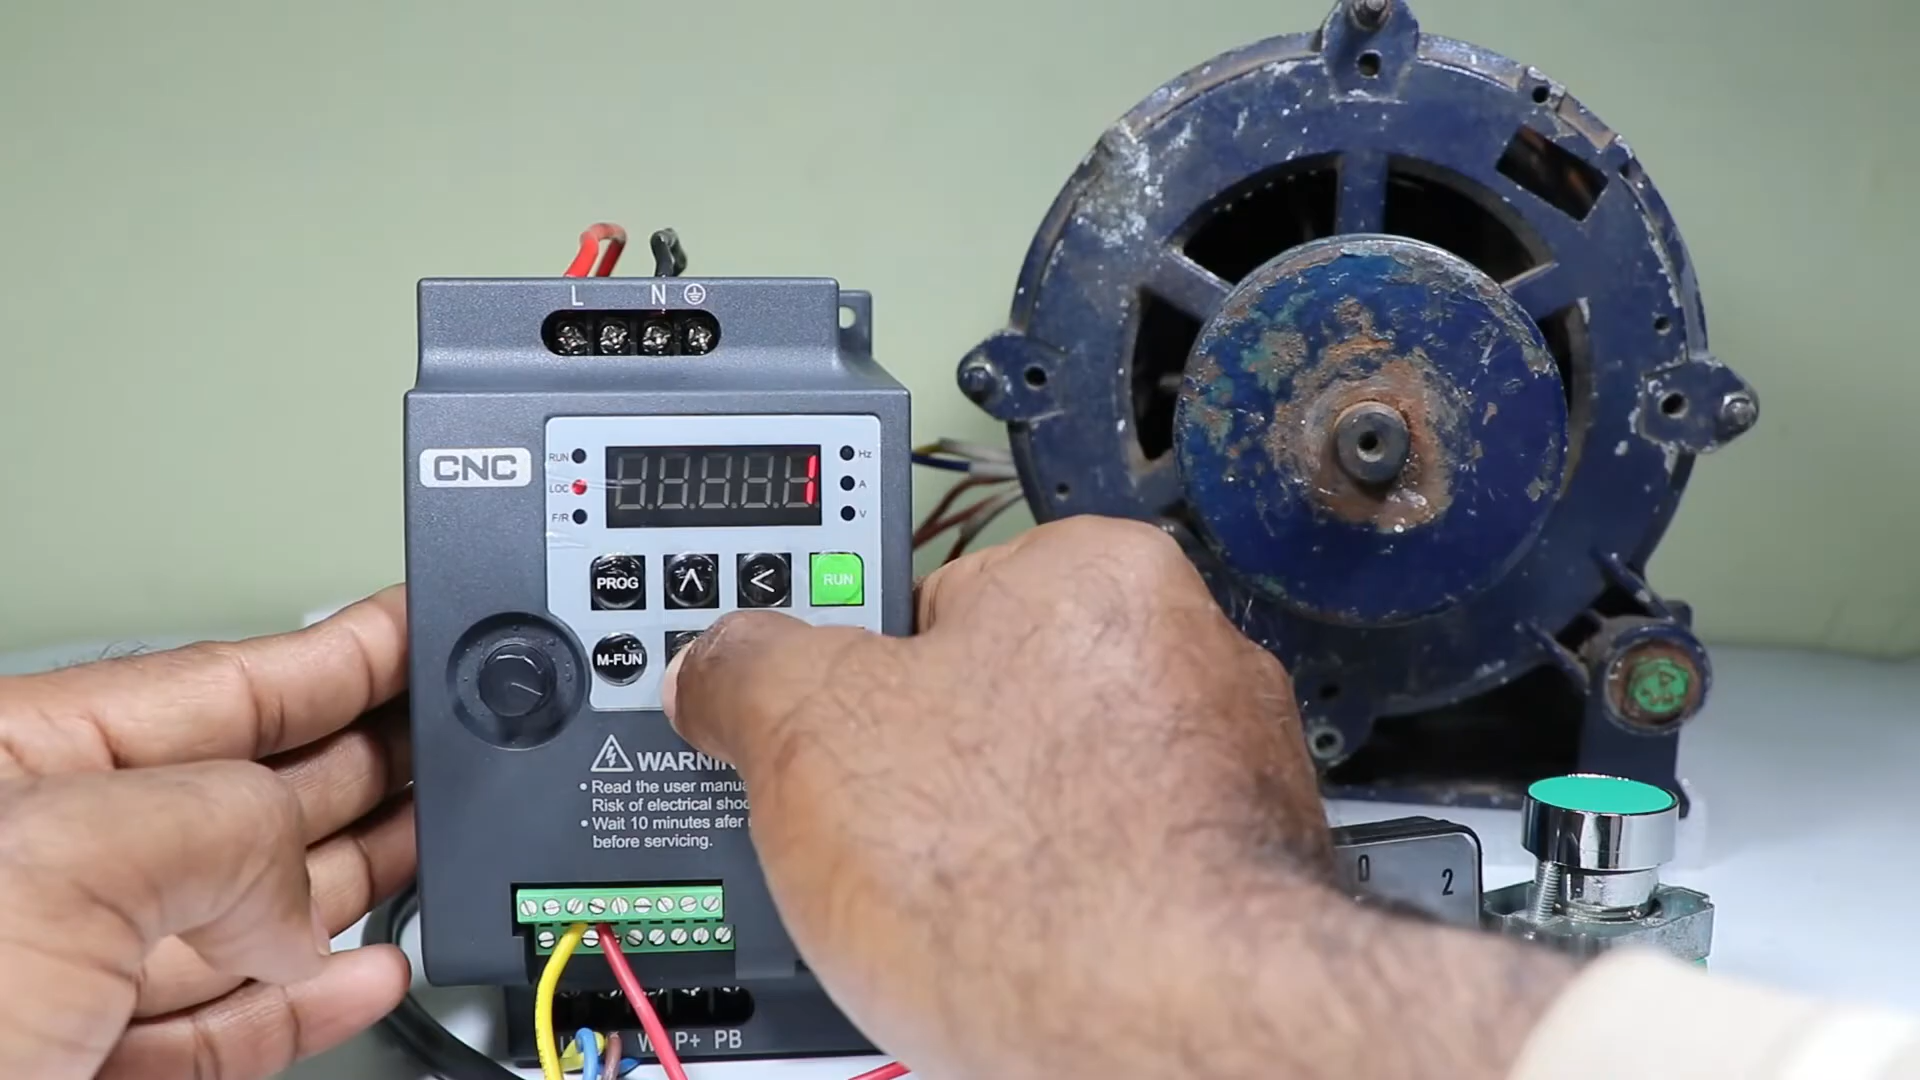 L N
CNC
RUN
LOC
F/R
1
Hz
A
V
PROG
RUN
M-FUN
WARNIN
• Read the user manua
Risk of electrical shoc
• Wait 10 minutes afer
before servicing.
W P+ PB
0 2